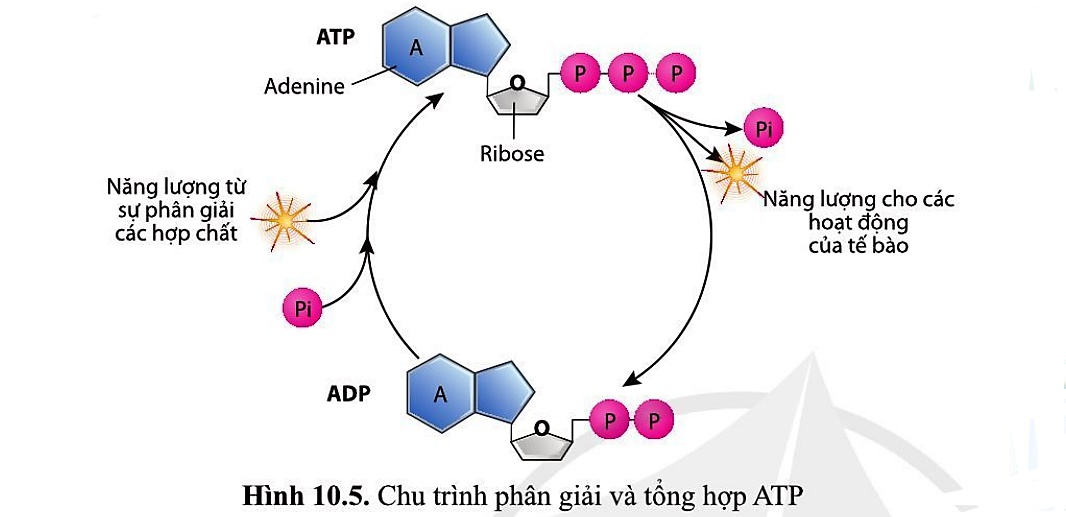 ATP
A
Adenine
O
P P P
Ribose
Pi
Năng lượng cho các
hoạt động
của tế bào
Năng lượng từ
sự phân giải
các hợp chất
Pi
ADP
A
O
P P
Hình 10.5. Chu trình phân giải và tổng hợp ATP